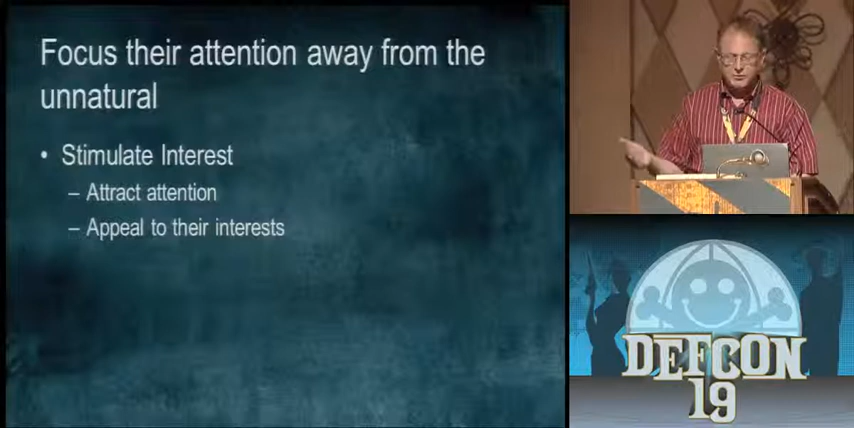 Focus their attention away from the
unnatural
• Stimulate Interest
– Attract attention
– Appeal to their interests
DEFCON
19